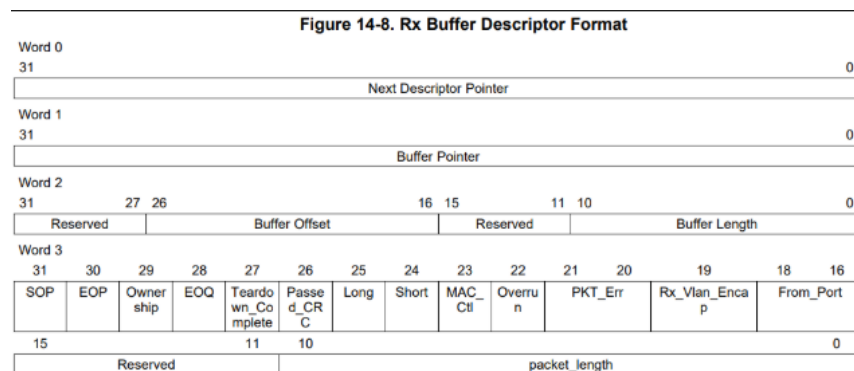 Figure 14-8. Rx Buffer Descriptor Format
Word 0
31 0
Next Descriptor Pointer
Word 1
31 0
Buffer Pointer
Word 2
31 27 26 16 15 11 10 0
Reserved Buffer Offset Reserved Buffer Length
Word 3
31 30 29 28 27 26 25 24 23 22 21 20 19 18 16
SOP EOP Owner EOQ Teardo Passe Long Short MAC_ Overru PKT_Err Rx_Vlan_Enca From_Port
ship wn_Co d_CR Ctl n p
mplete C
15 11 10 0
Reserved packet_length